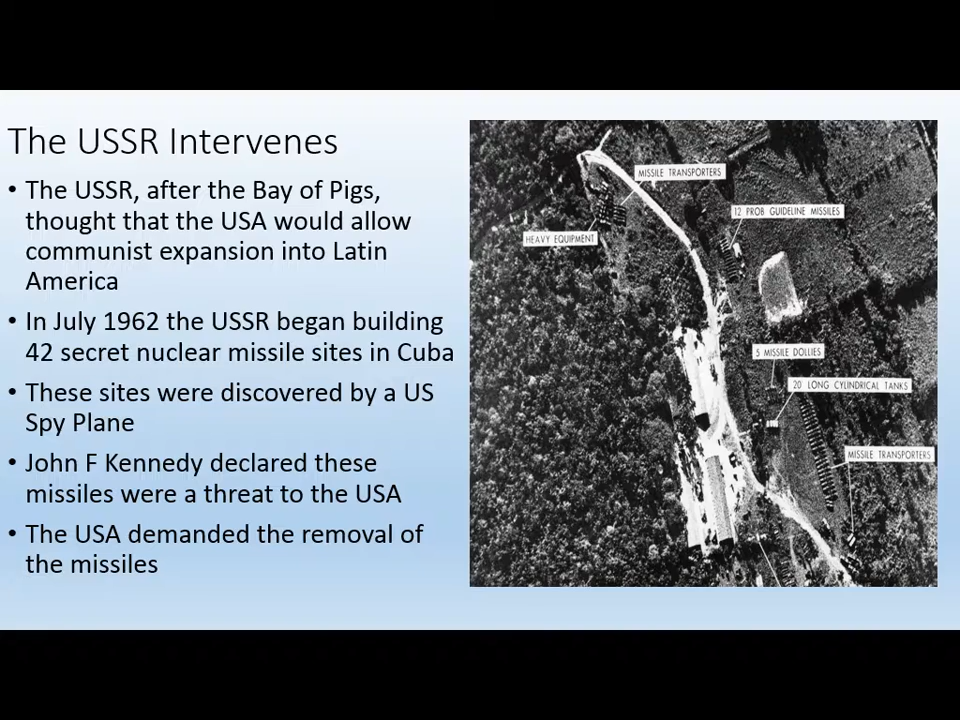 The USSR Intervenes
• The USSR, after the Bay of Pigs,
thought that the USA would allow
communist expansion into Latin
America
• In July 1962 the USSR began building
42 secret nuclear missile sites in Cuba
• These sites were discovered by a US
Spy Plane
• John F Kennedy declared these
missiles were a threat to the USA
• The USA demanded the removal of
the missiles
MISSILE TRANSPORTERS
12 PROB GUIDELINE MISSILES
HEAVY EQUIPMENT
5 MISSILE DOLLIES
20 LONG CYLINDRICAL TANKS
MISSILE TRANSPORTERS